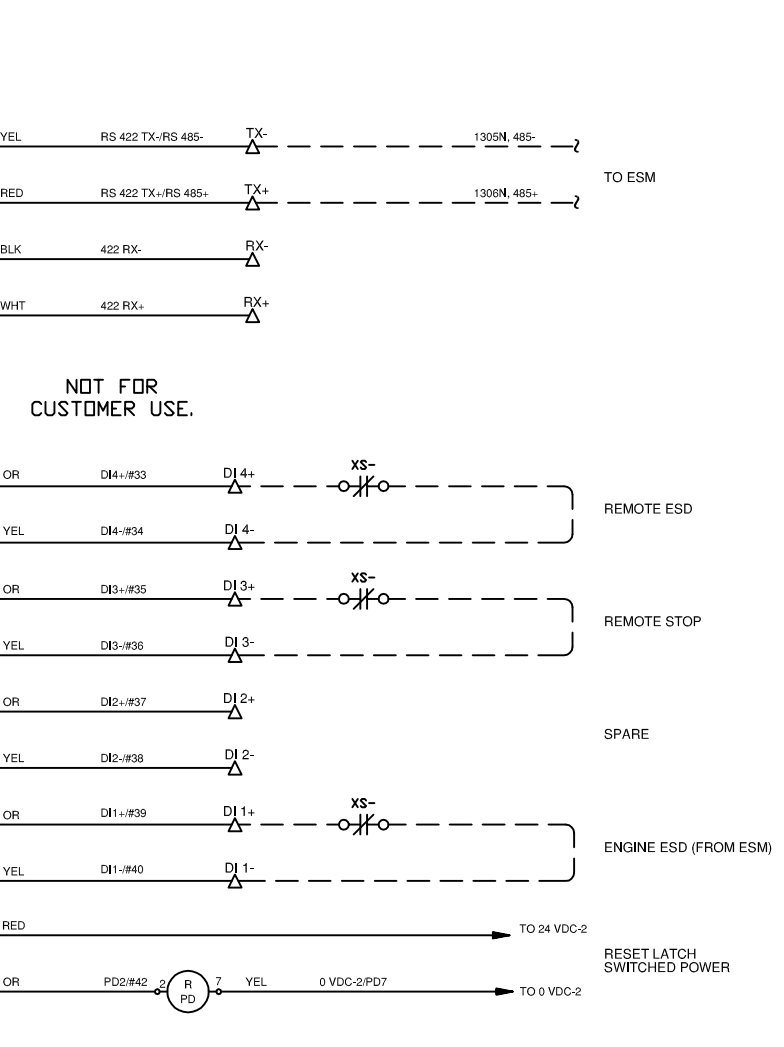 YEL RS 422 TX-/RS 485- TX- 1305N, 485-
TO ESM
RED RS 422 TX+/RS 485+ TX+ 1306N, 485+
BLK 422 RX- RX-
WHT 422 RX+ RX+
NOT FOR
CUSTOMER USE.
XS-
OR DI4+/#33 DI 4+
REMOTE ESD
YEL DI4-/#34 DI 4-
XS-
OR DI3+/#35 DI 3+
REMOTE STOP
YEL DI3-/#36 DI 3-
OR DI2+/#37 DI 2+
SPARE
YEL DI2-/#38 DI 2-
XS-
OR DI1+/#39 DI 1+
ENGINE ESD (FROM ESM)
YEL DI1-/#40 DI 1-
RED TO 24 VDC-2
RESET LATCH
SWITCHED POWER
OR PD2/#42 2 R 7 YEL 0 VDC-2/PD7
PD TO 0 VDC-2